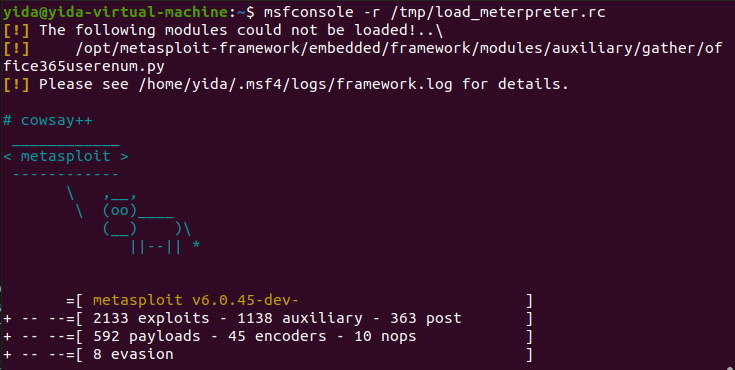 yida@yida-virtual-machine:~$ msfconsole -r /tmp/load_meterpreter.rc
[!] The following modules could not be loaded!..\
[!]     /opt/metasploit-framework/embedded/framework/modules/auxiliary/gather/of
fice365userenum.py
[!] Please see /home/yida/.msf4/logs/framework.log for details.

# cowsay++
 ____________
< metasploit >
 ------------
       \   ,__,
        \  (oo)____
           (__)    )\
              ||--|| *


       =[ metasploit v6.0.45-dev-                         ]
+ -- --=[ 2133 exploits - 1138 auxiliary - 363 post       ]
+ -- --=[ 592 payloads - 45 encoders - 10 nops            ]
+ -- --=[ 8 evasion                                       ]